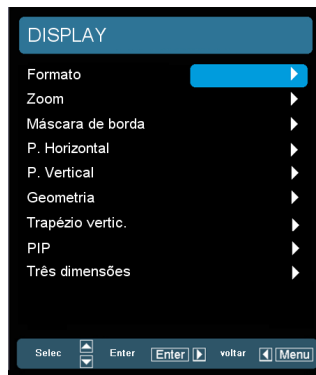 DISPLAY
Formato
Zoom
Máscara de borda
P. Horizontal
P. Vertical
Geometria
Trapézio vertic.
PIP
Três dimensões
Selec Enter Enter voltar Menu